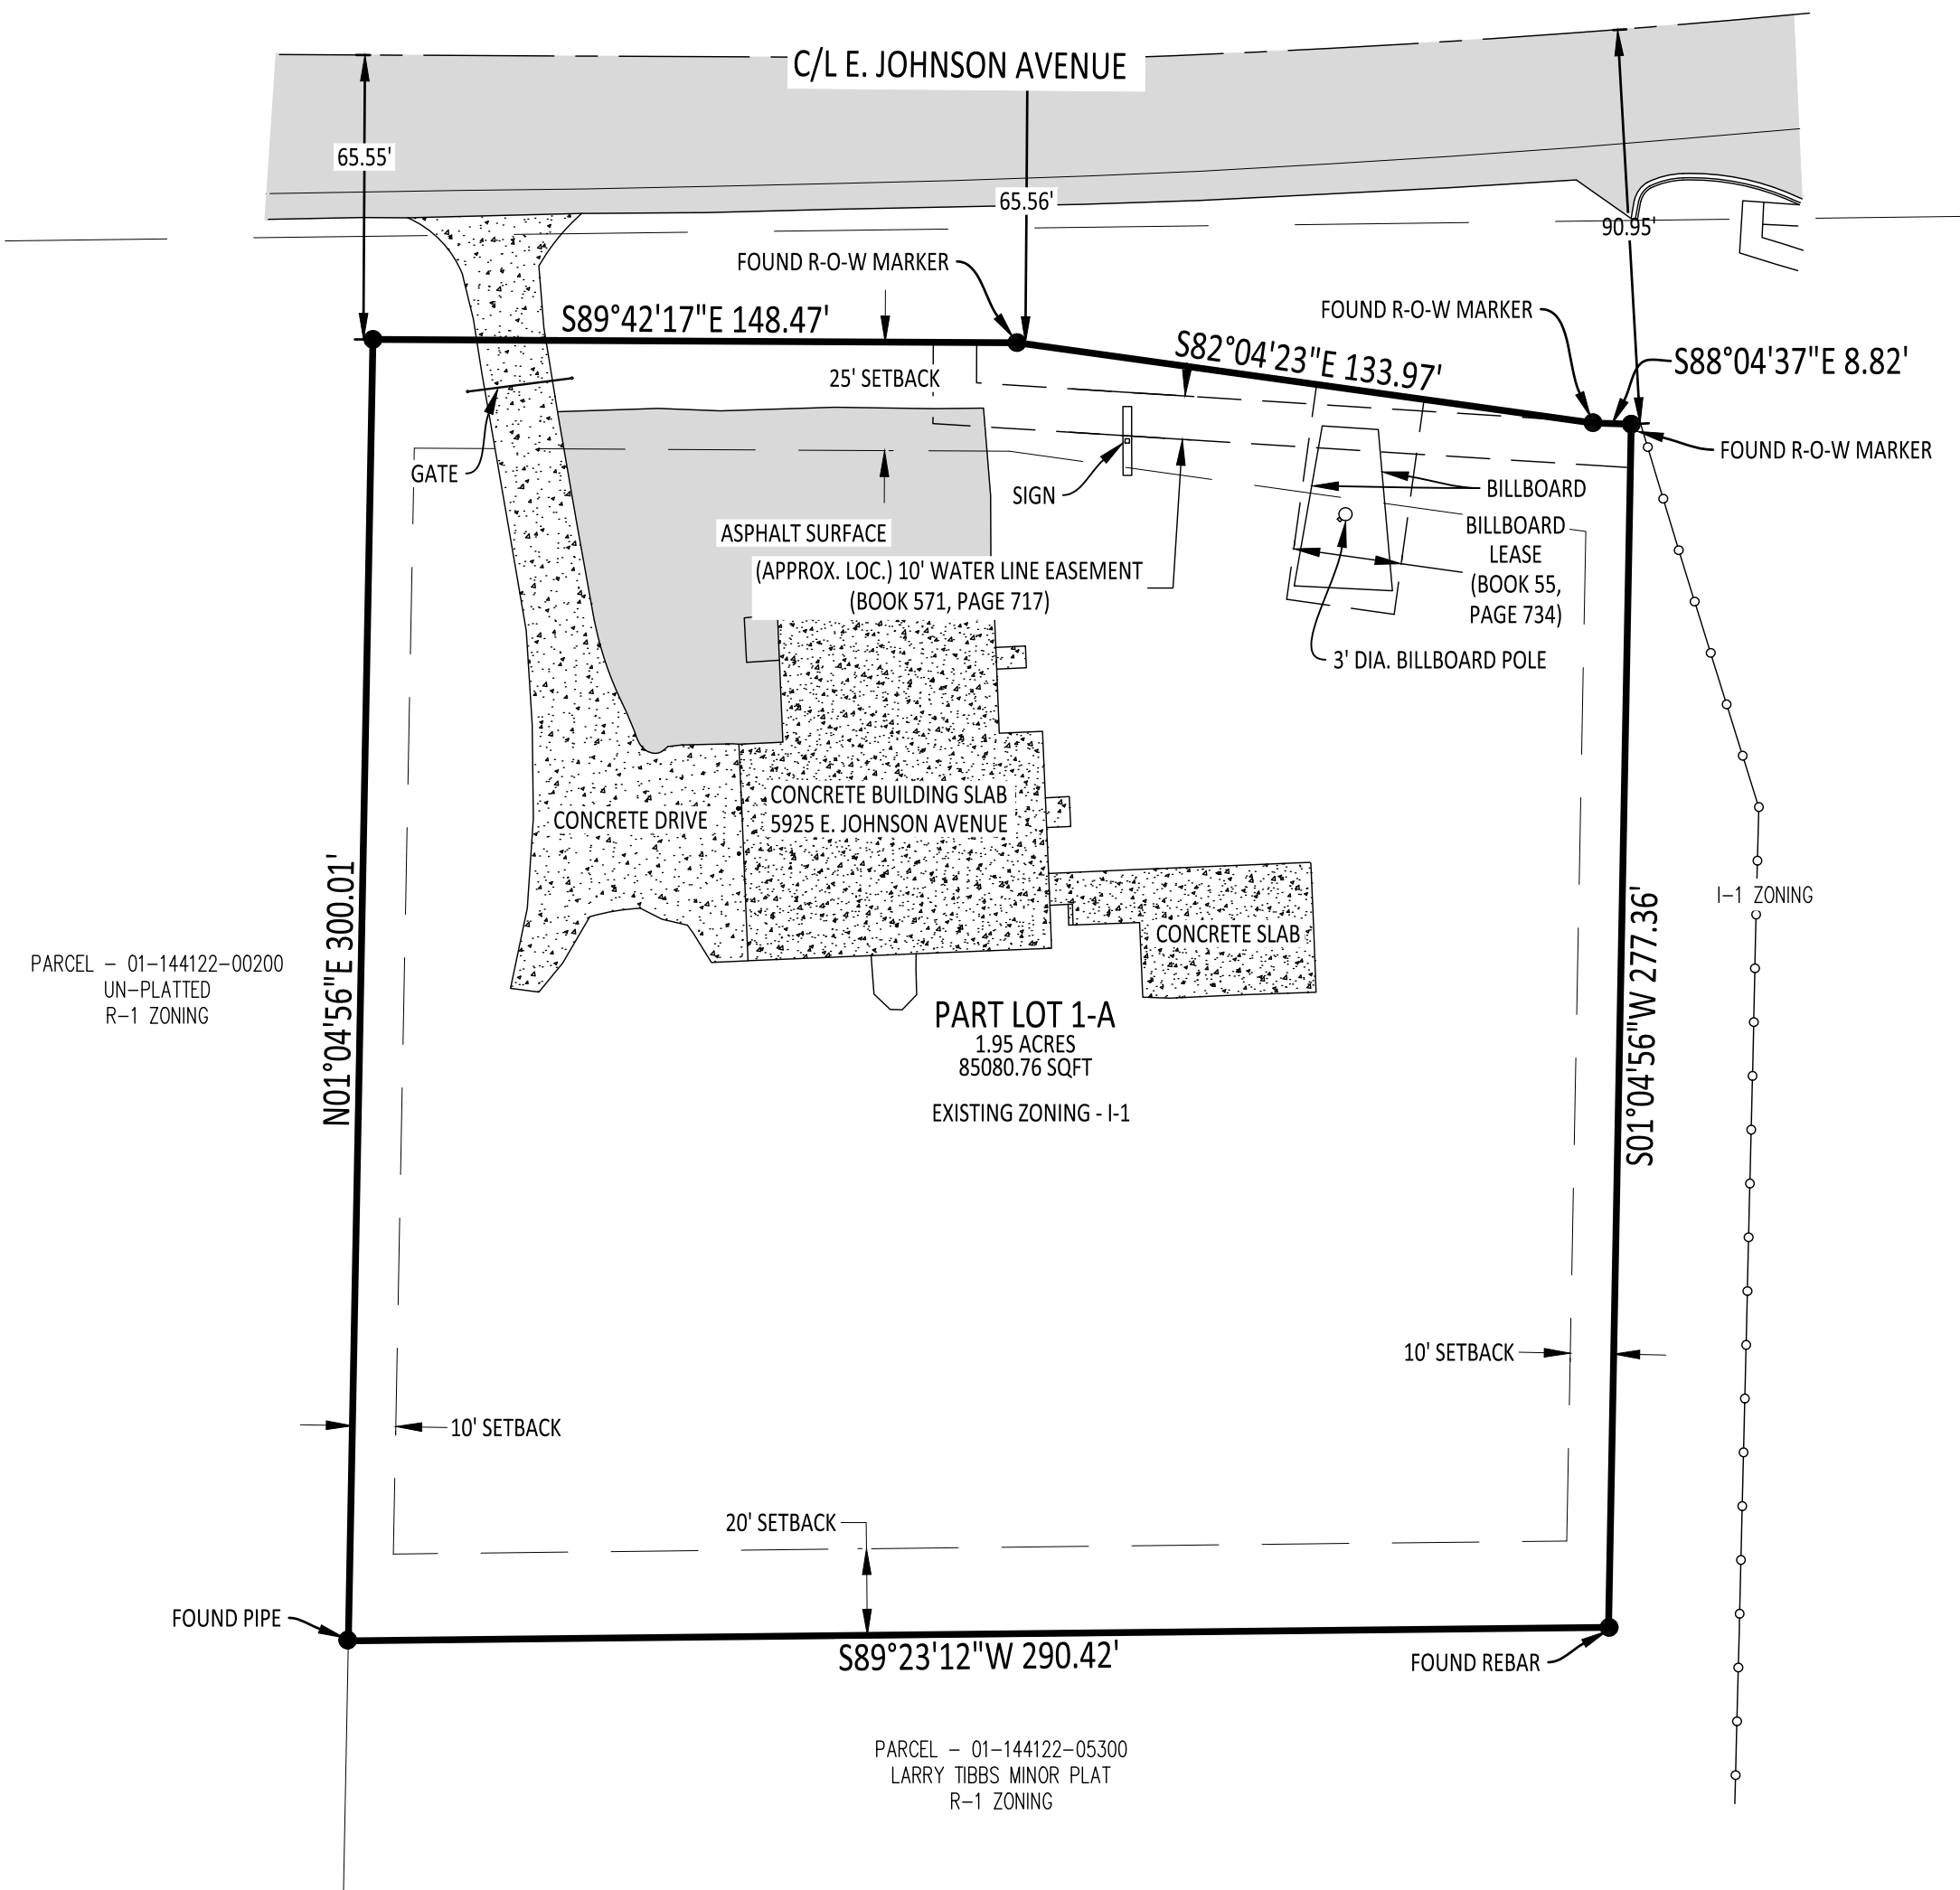 C/L E. JOHNSON AVENUE
65.55'
65.56'
90.95'
FOUND R-O-W MARKER
FOUND R-O-W MARKER
S89°42'17"E 148.47'
S82°04'23"E 133.97'
S88°04'37"E 8.82'
25' SETBACK
FOUND R-O-W MARKER
GATE
SIGN
BILLBOARD
ASPHALT SURFACE
BILLBOARD
LEASE
(BOOK 55,
PAGE 734)
(APPROX. LOC.) 10' WATER LINE EASEMENT
(BOOK 571, PAGE 717)
3' DIA. BILLBOARD POLE
CONCRETE DRIVE
CONCRETE BUILDING SLAB
5925 E. JOHNSON AVENUE
CONCRETE SLAB
I-1 ZONING
N01°04'56"E 300.01'
S01°04'56"W 277.36'
PARCEL - 01-144122-00200
UN-PLATTED
R-1 ZONING
PART LOT 1-A
1.95 ACRES
85080.76 SQFT
EXISTING ZONING - I-1
10' SETBACK
10' SETBACK
20' SETBACK
FOUND PIPE
S89°23'12"W 290.42'
FOUND REBAR
PARCEL - 01-144122-05300
LARRY TIBBS MINOR PLAT
R-1 ZONING